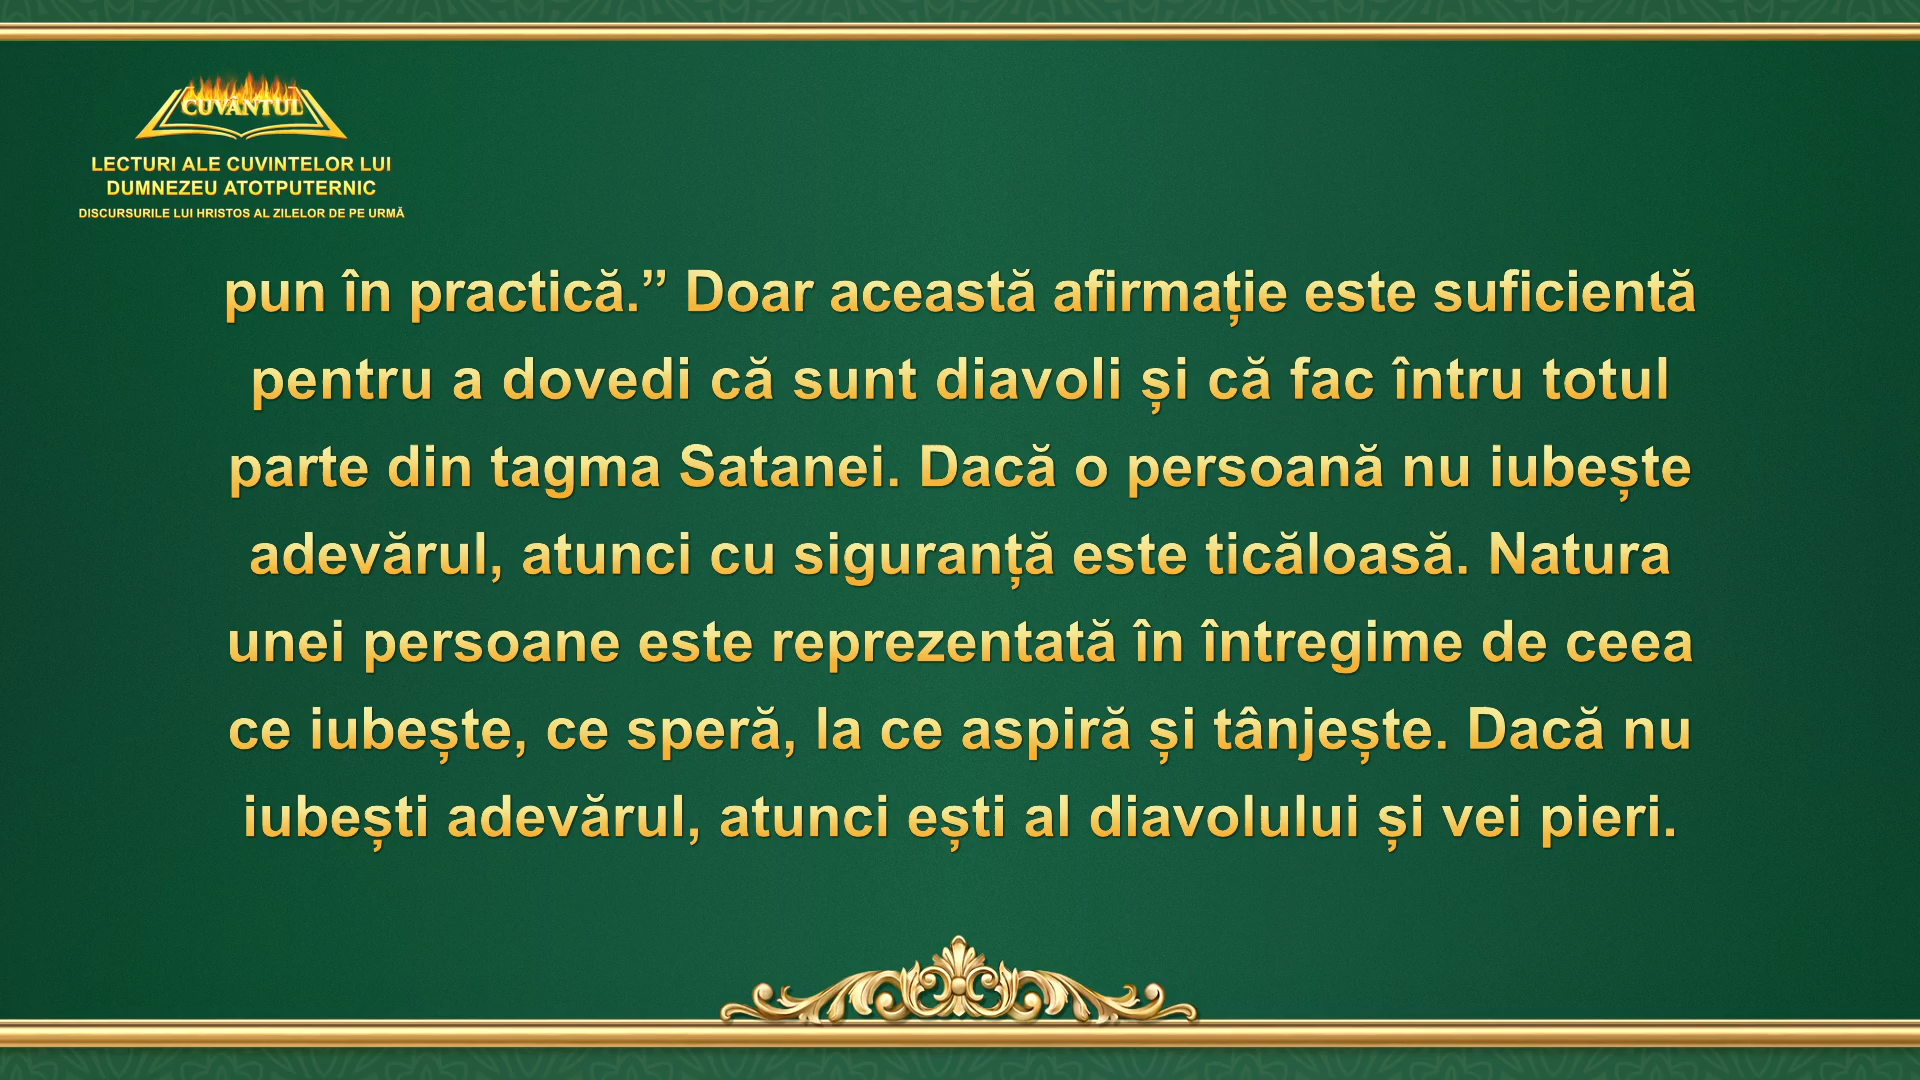 CUVÂNTUL
LECTURI ALE CUVINTELOR LUI
DUMNEZEU ATOTPUTERNIC
DISCURSURILE LUI HRISTOS AL ZILELOR DE PE URMĂ
pun în practică.” Doar această afirmație este suficientă
pentru a dovedi că sunt diavoli și că fac întru totul
parte din tagma Satanei. Dacă o persoană nu iubește
adevărul, atunci cu siguranță este ticăloasă. Natura
unei persoane este reprezentată în întregime de ceea
ce iubește, ce speră, la ce aspiră și tânjește. Dacă nu
iubești adevărul, atunci ești al diavolului și vei pieri.